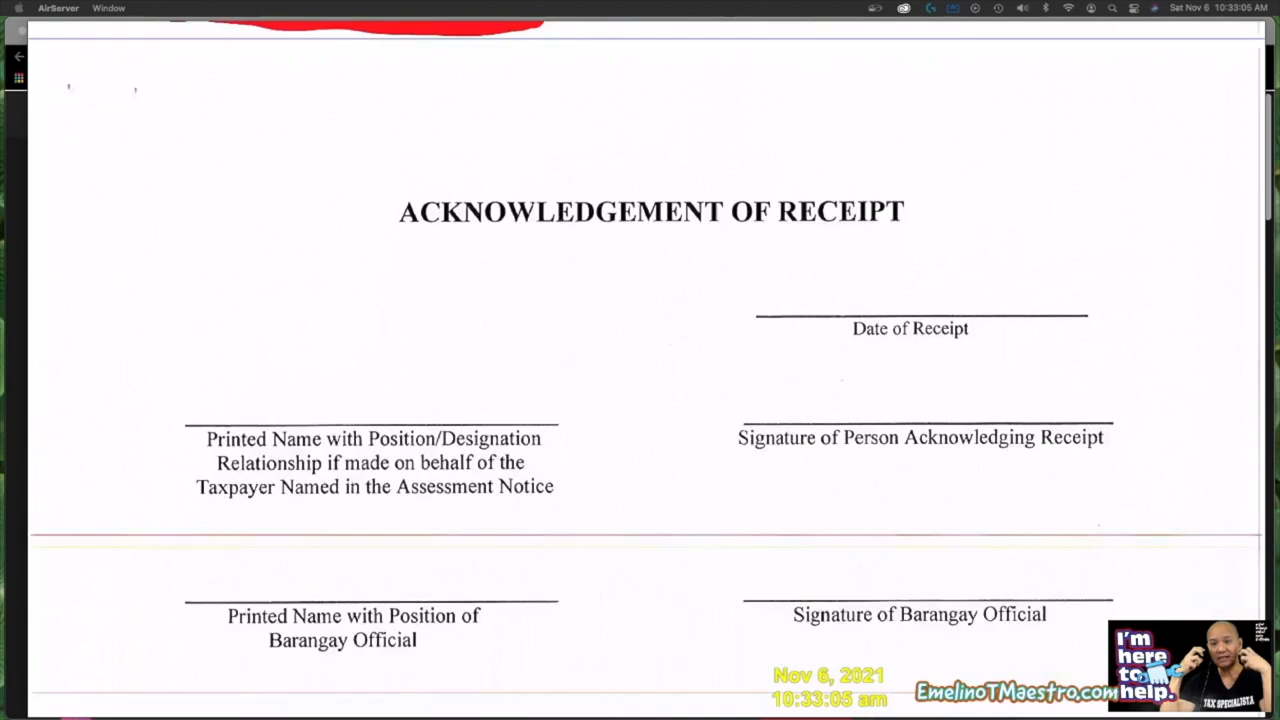 AirServer Window Sat Nov 6 10:33:05 AM
ACKNOWLEDGEMENT OF RECEIPT
Date of Receipt
Printed Name with Position/Designation
Relationship if made on behalf of the
Taxpayer Named in the Assessment Notice
Signature of Person Acknowledging Receipt
Printed Name with Position of
Barangay Official
Signature of Barangay Official
Nov 6, 2021
10:33:05 am
EmelinoTMaestro.com
I'm
here
to
help.
TAX SPECIALISTA